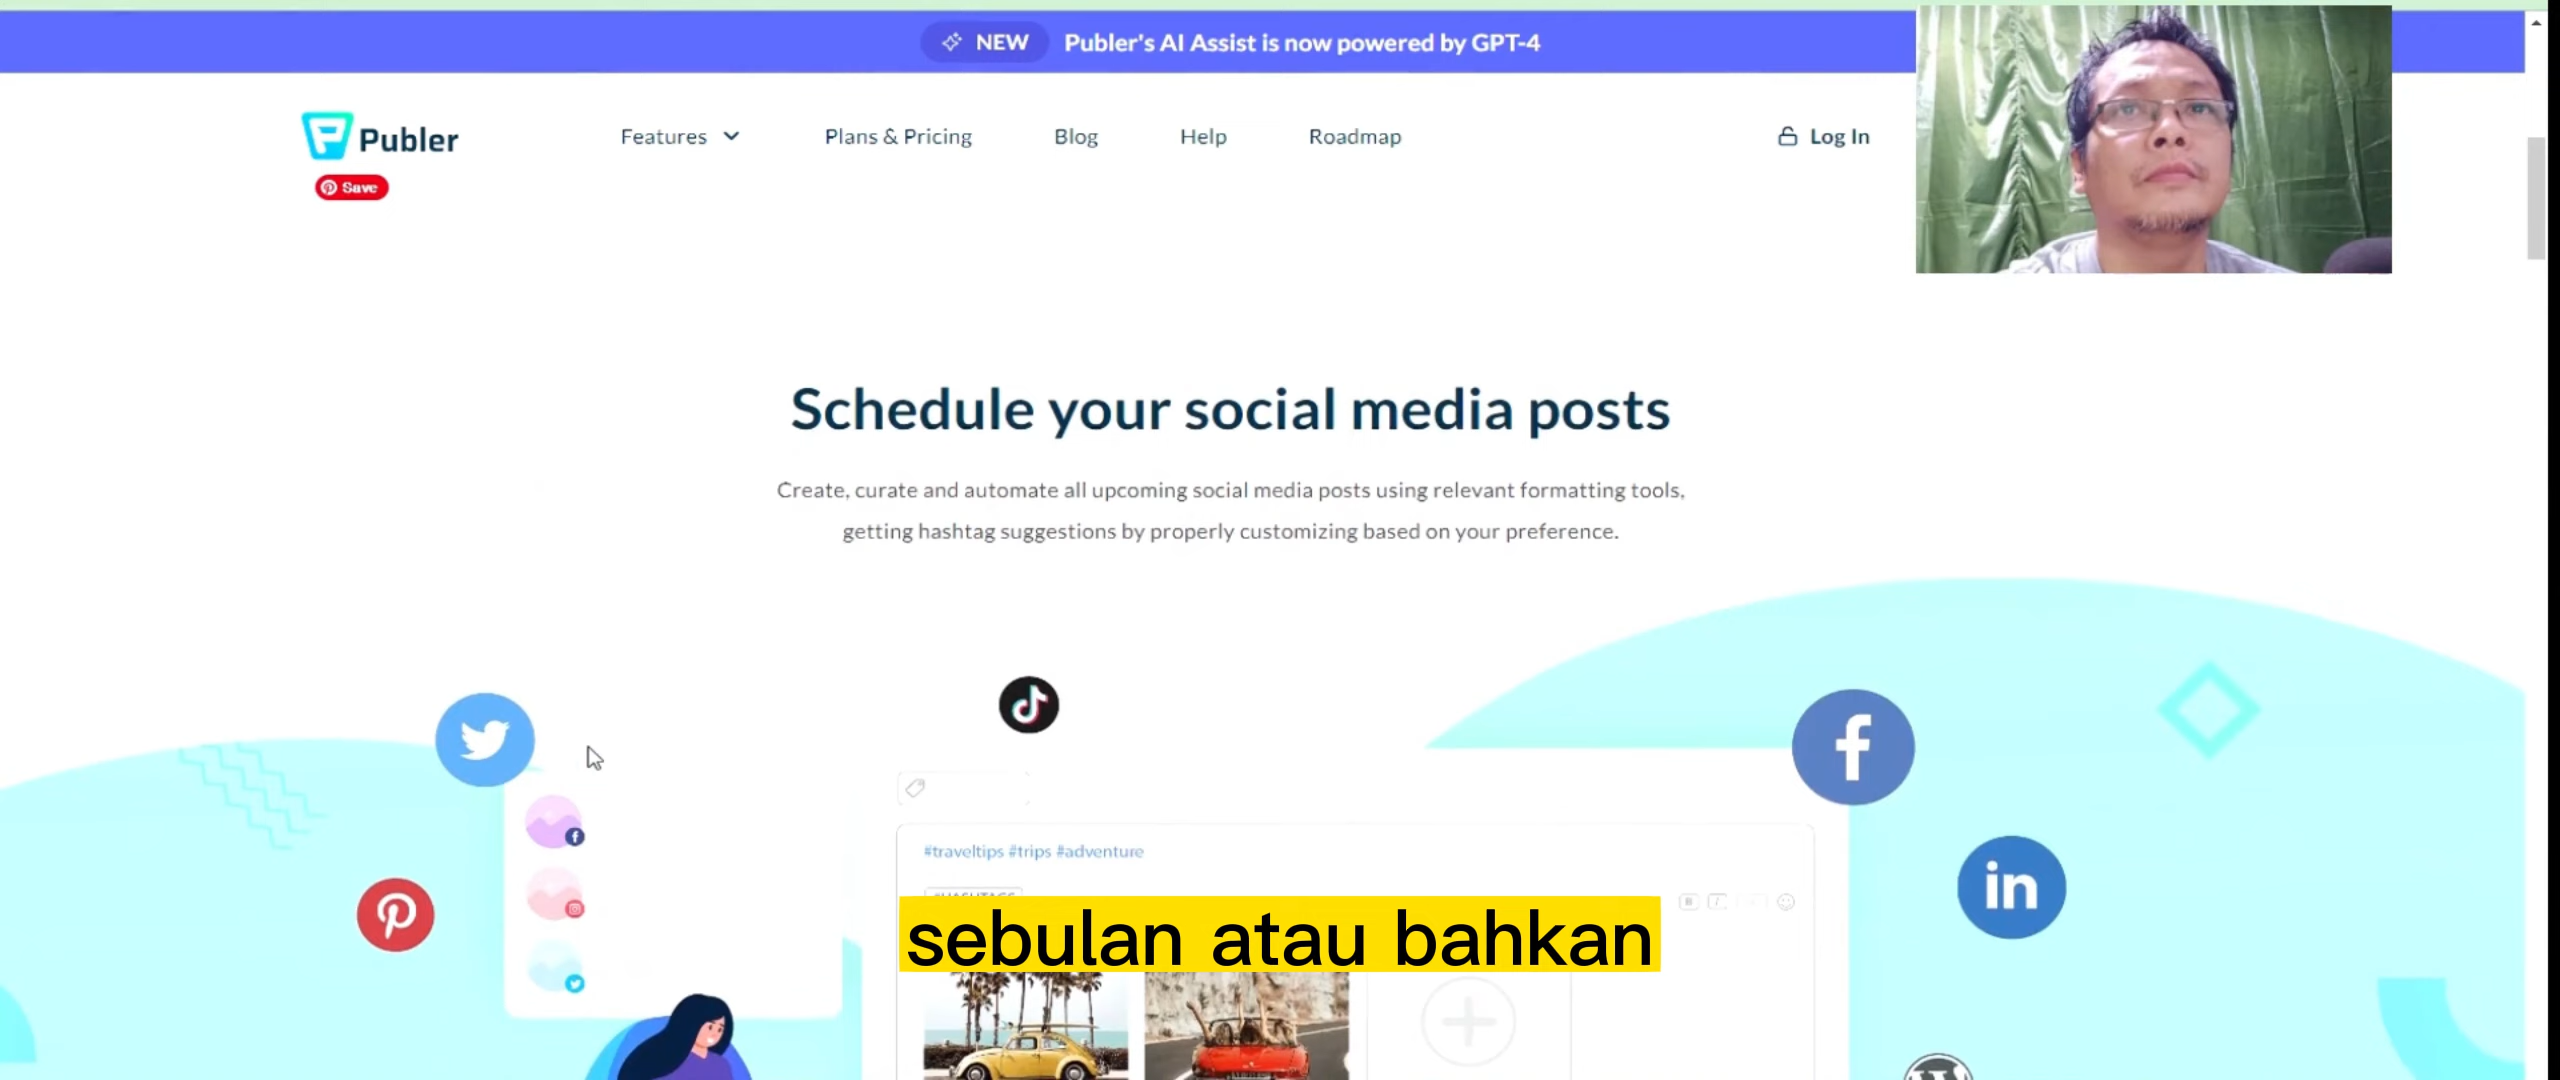 NEW Publer's AI Assist is now powered by GPT-4
Publer
Features
Plans & Pricing
Blog
Help
Roadmap
Log In
Save
Schedule your social media posts
Create, curate and automate all upcoming social media posts using relevant formatting tools,
getting hashtag suggestions by properly customizing based on your preference.
#traveltips #trips #adventure
sebulan atau bahkan